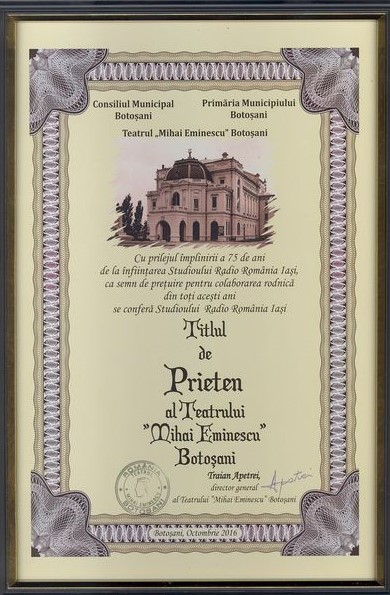 Consiliul Municipal
Botoșani
Primăria Municipiului
Botoșani
Teatrul „Mihai Eminescu" Botoșani
Cu prilejul împlinirii a 75 de ani
de la înființarea Studioului Radio România Iași,
ca semn de prețuire pentru colaborarea rodnică
din toți acești ani
se conferă Studioului Radio România Iași
Titlul
de
Prieten
al Teatrului
"Mihai Eminescu"
Botoșani
Traian Apetrei,
director general
al Teatrului "Mihai Eminescu" Botoșani
ROMÂNIA
BOTOȘANI
Botoșani, Octombrie 2016